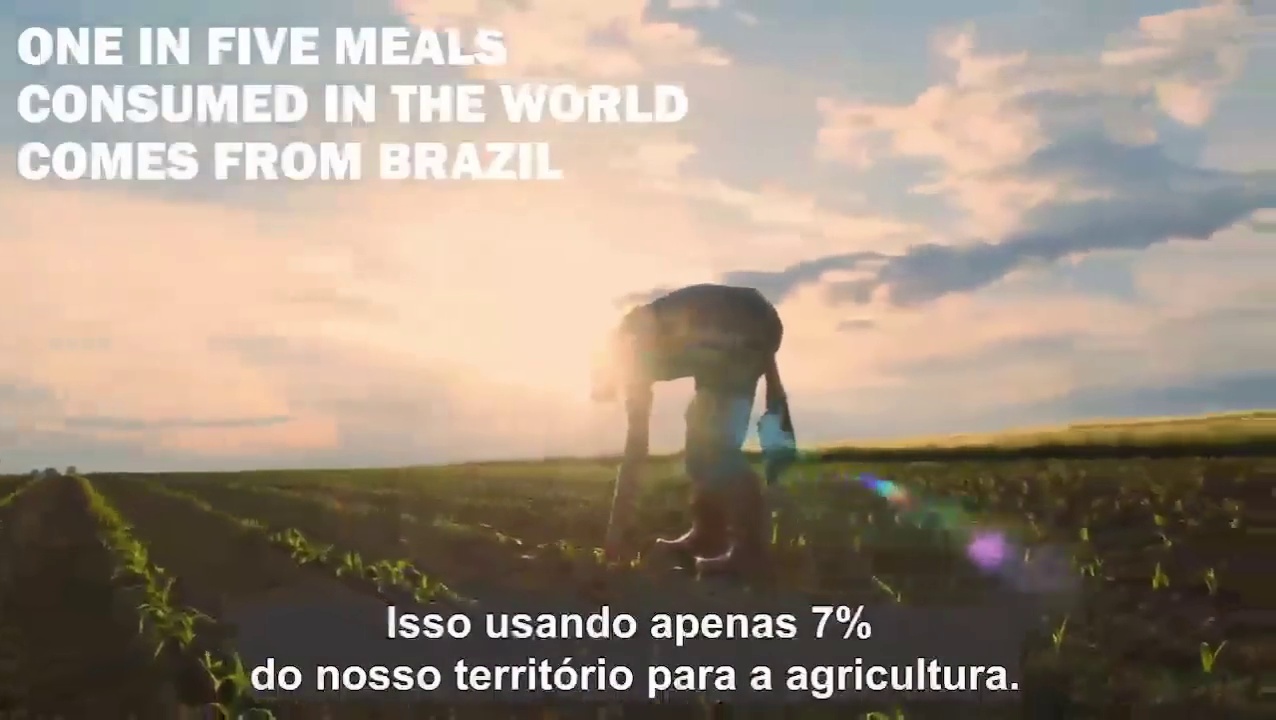 ONE IN FIVE MEALS
CONSUMED IN THE WORLD
COMES FROM BRAZIL
Isso usando apenas 7%
do nosso território para a agricultura.